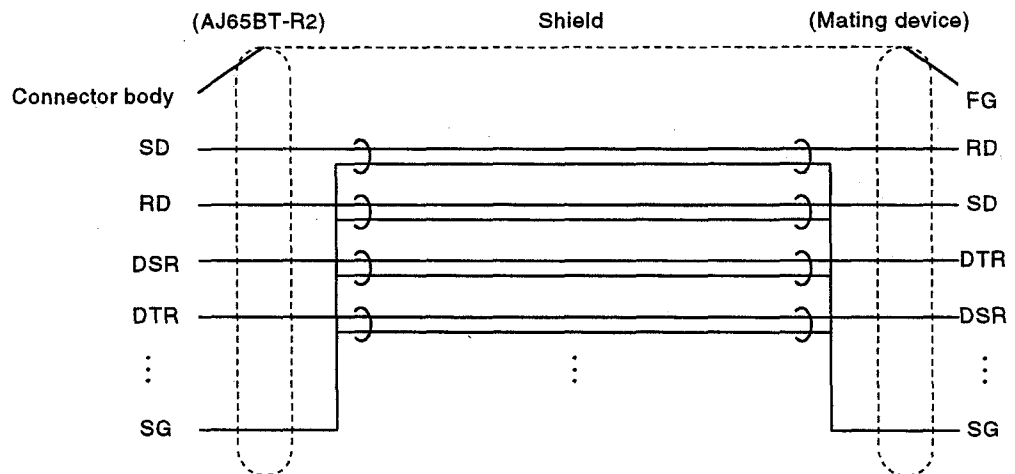 (AJ65BT-R2) Shield (Mating device)
Connector body FG
SD RD
RD SD
DSR DTR
DTR DSR
SG SG